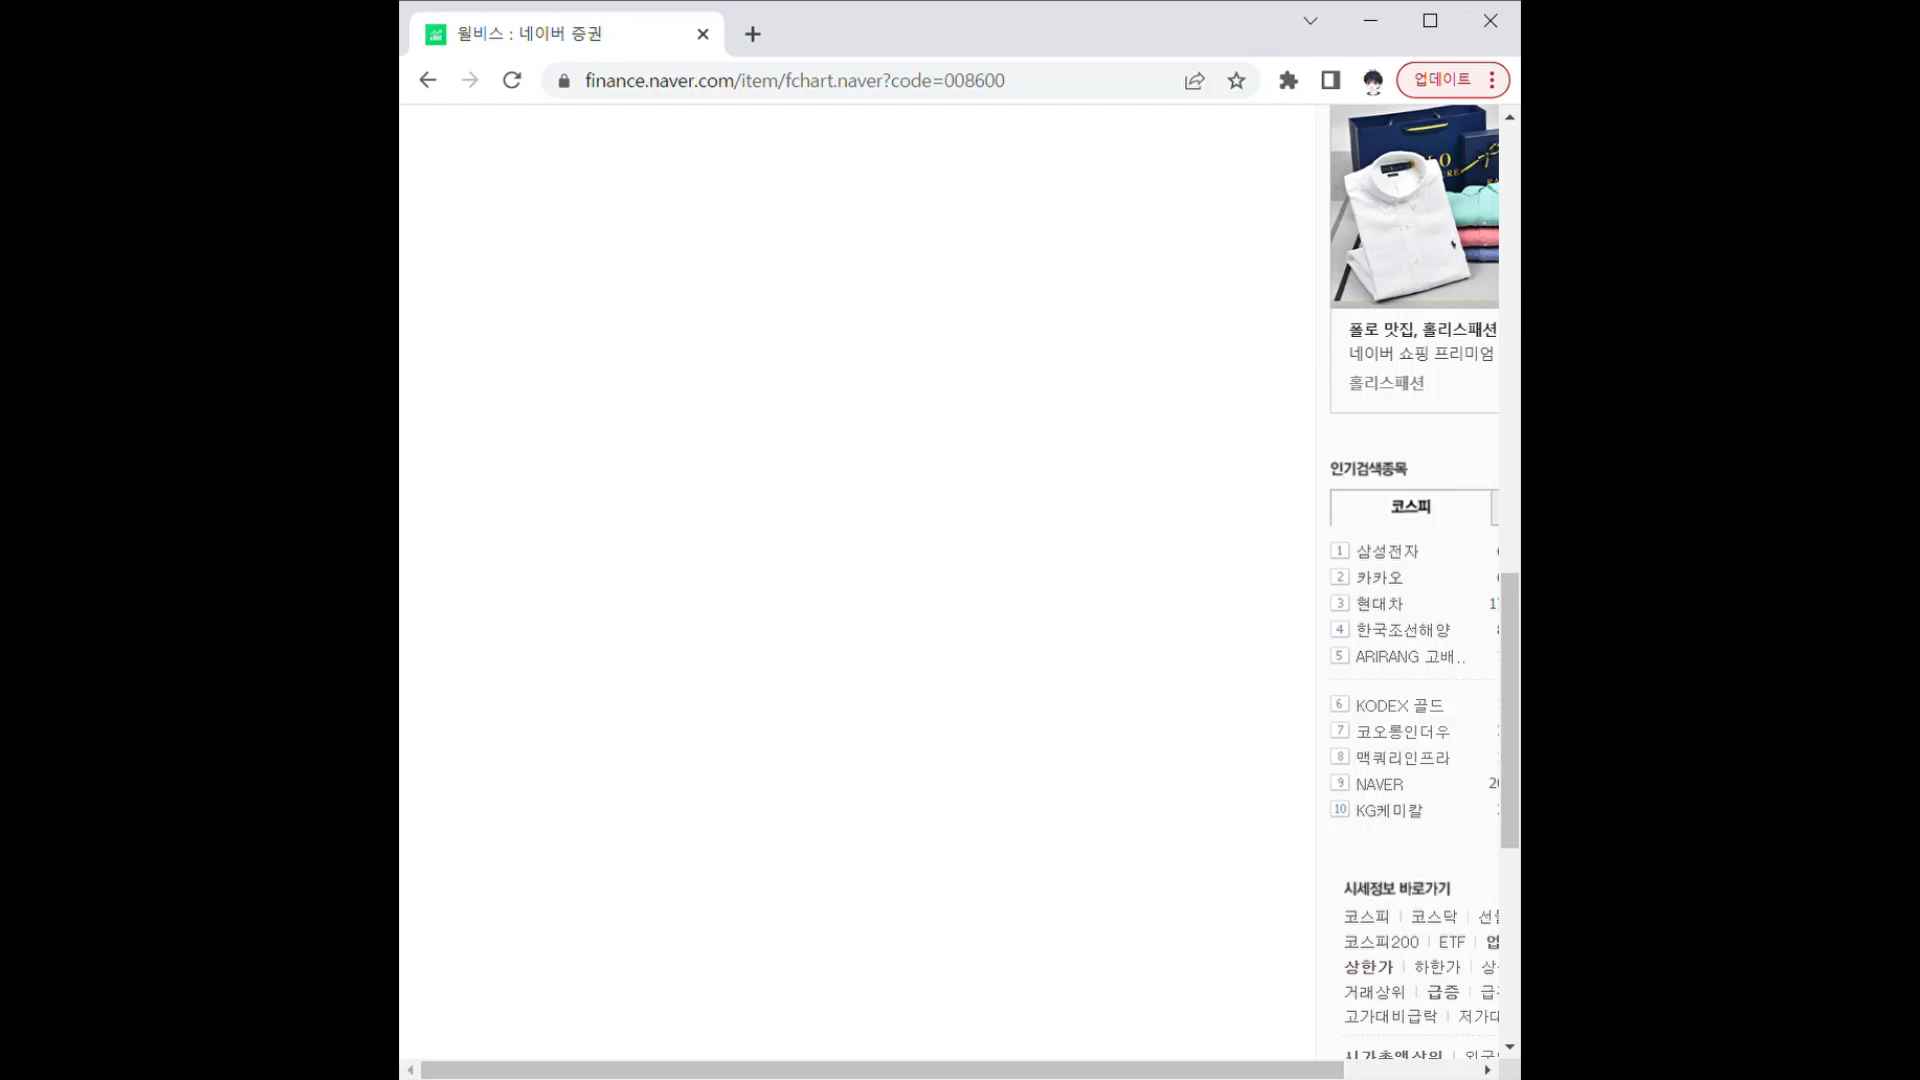 윌비스 : 네이버 증권
finance.naver.com/item/fchart.naver?code=008600
업데이트
폴로 맛집, 홀리스패션
네이버 쇼핑 프리미엄
홀리스패션
인기검색종목
코스피
1 삼성전자
2 카카오
3 현대차
4 한국조선해양
5 ARIRANG 고배..
6 KODEX 골드
7 코오롱인더우
8 맥쿼리인프라
9 NAVER
10 KG케미칼
시세정보 바로가기
코스피 | 코스닥
코스피200 | ETF
상한가 | 하한가
거래상위 | 급증
고가대비급락
시가총액상위